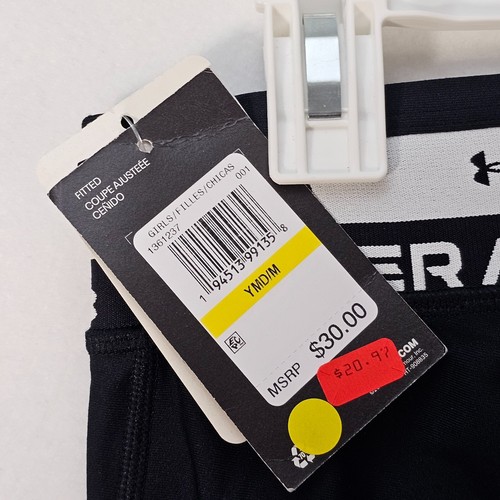 FITTED
COUPE AJUSTÉE
CEÑIDO
GIRLS/FILLES/CHICAS
1361237
001
1 94513 99135 8
YMD/M
MSRP $30.00
$20.97
.COM
ER A